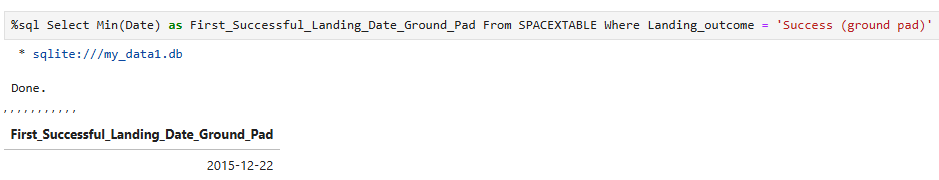 %sql Select Min(Date) as First_Successful_Landing_Date_Ground_Pad From SPACEXTABLE Where Landing_outcome = 'Success (ground pad)'
* sqlite:///my_data1.db
Done.
, , , , , , , , , , ,
First_Successful_Landing_Date_Ground_Pad
2015-12-22